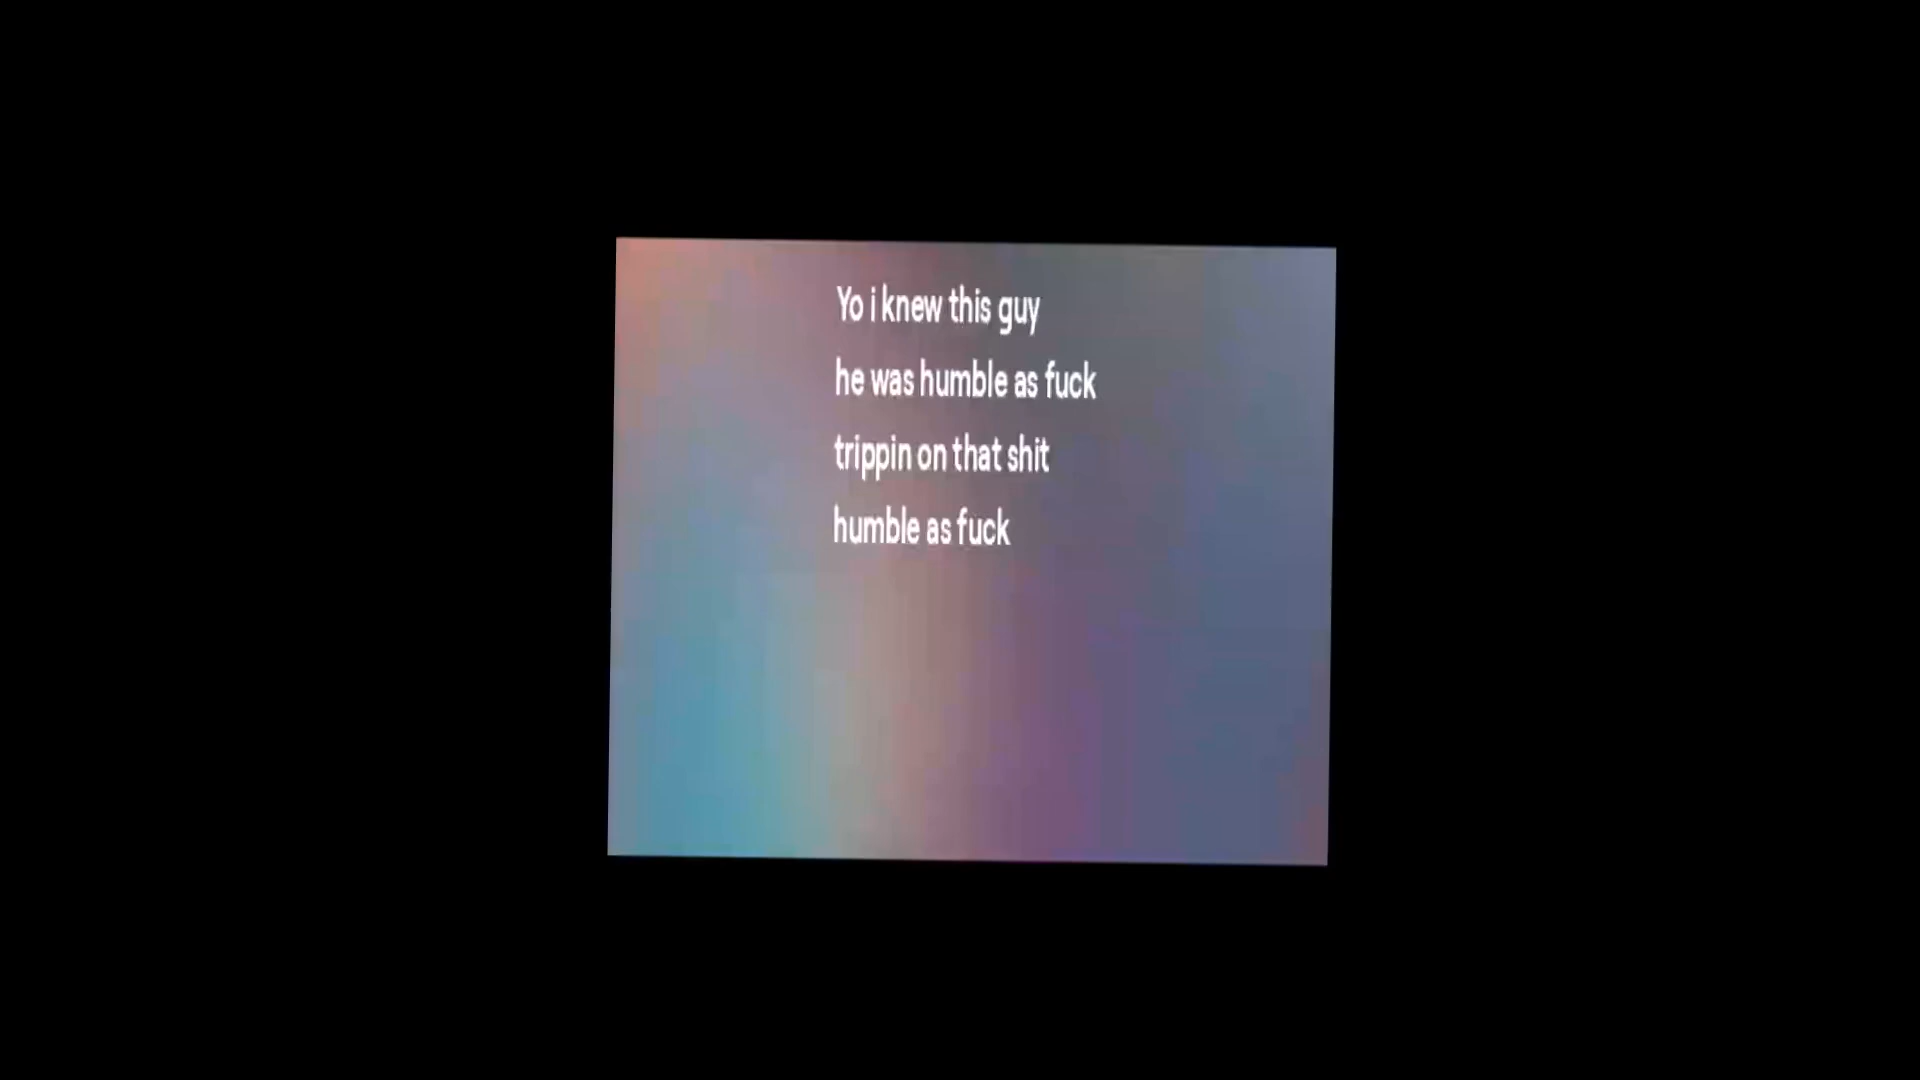 Yo i knew this guy
he was humble as fuck
trippin on that shit
humble as fuck